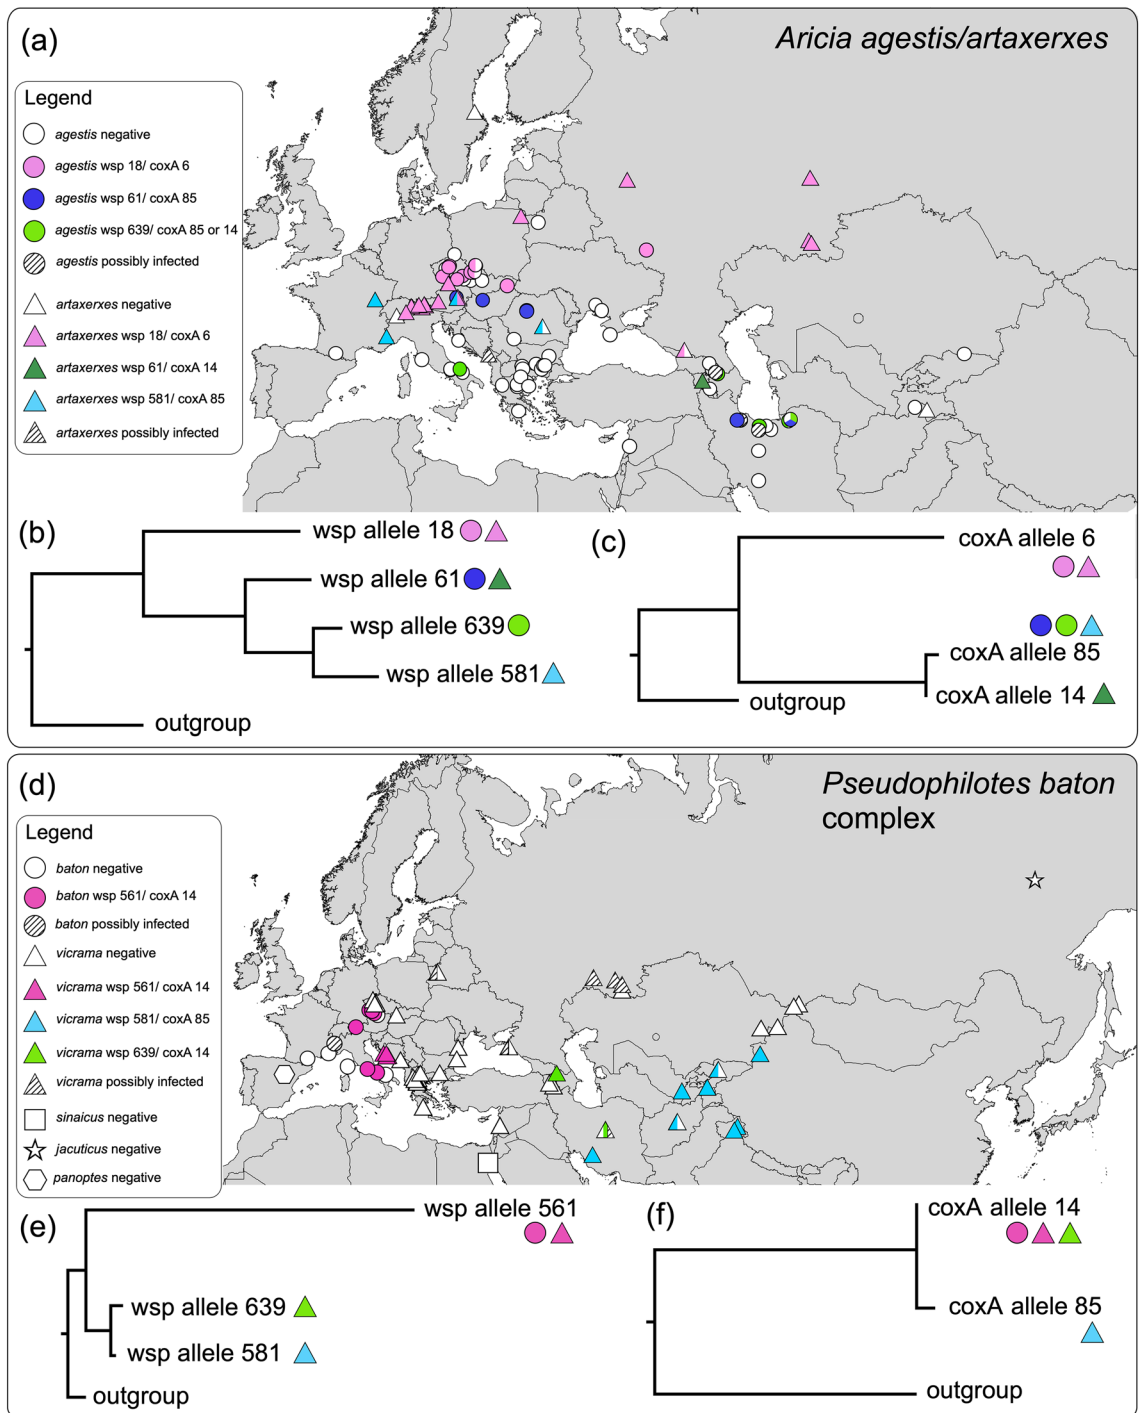 (a)
Aricia agestis/artaxerxes
Legend
agestis negative
agestis wsp 18/ coxA 6
agestis wsp 61/ coxA 85
agestis wsp 639/ coxA 85 or 14
agestis possibly infected
artaxerxes negative
artaxerxes wsp 18/ coxA 6
artaxerxes wsp 61/ coxA 14
artaxerxes wsp 581/ coxA 85
artaxerxes possibly infected
(b)
wsp allele 18
wsp allele 61
wsp allele 639
wsp allele 581
outgroup
(c)
coxA allele 6
coxA allele 85
coxA allele 14
outgroup
(d)
Pseudophilotes baton
complex
Legend
baton negative
baton wsp 561/ coxA 14
baton possibly infected
vicrama negative
vicrama wsp 561/ coxA 14
vicrama wsp 581/ coxA 85
vicrama wsp 639/ coxA 14
vicrama possibly infected
sinaicus negative
jacuticus negative
panoptes negative
(e)
wsp allele 561
wsp allele 639
wsp allele 581
outgroup
(f)
coxA allele 14
coxA allele 85
outgroup